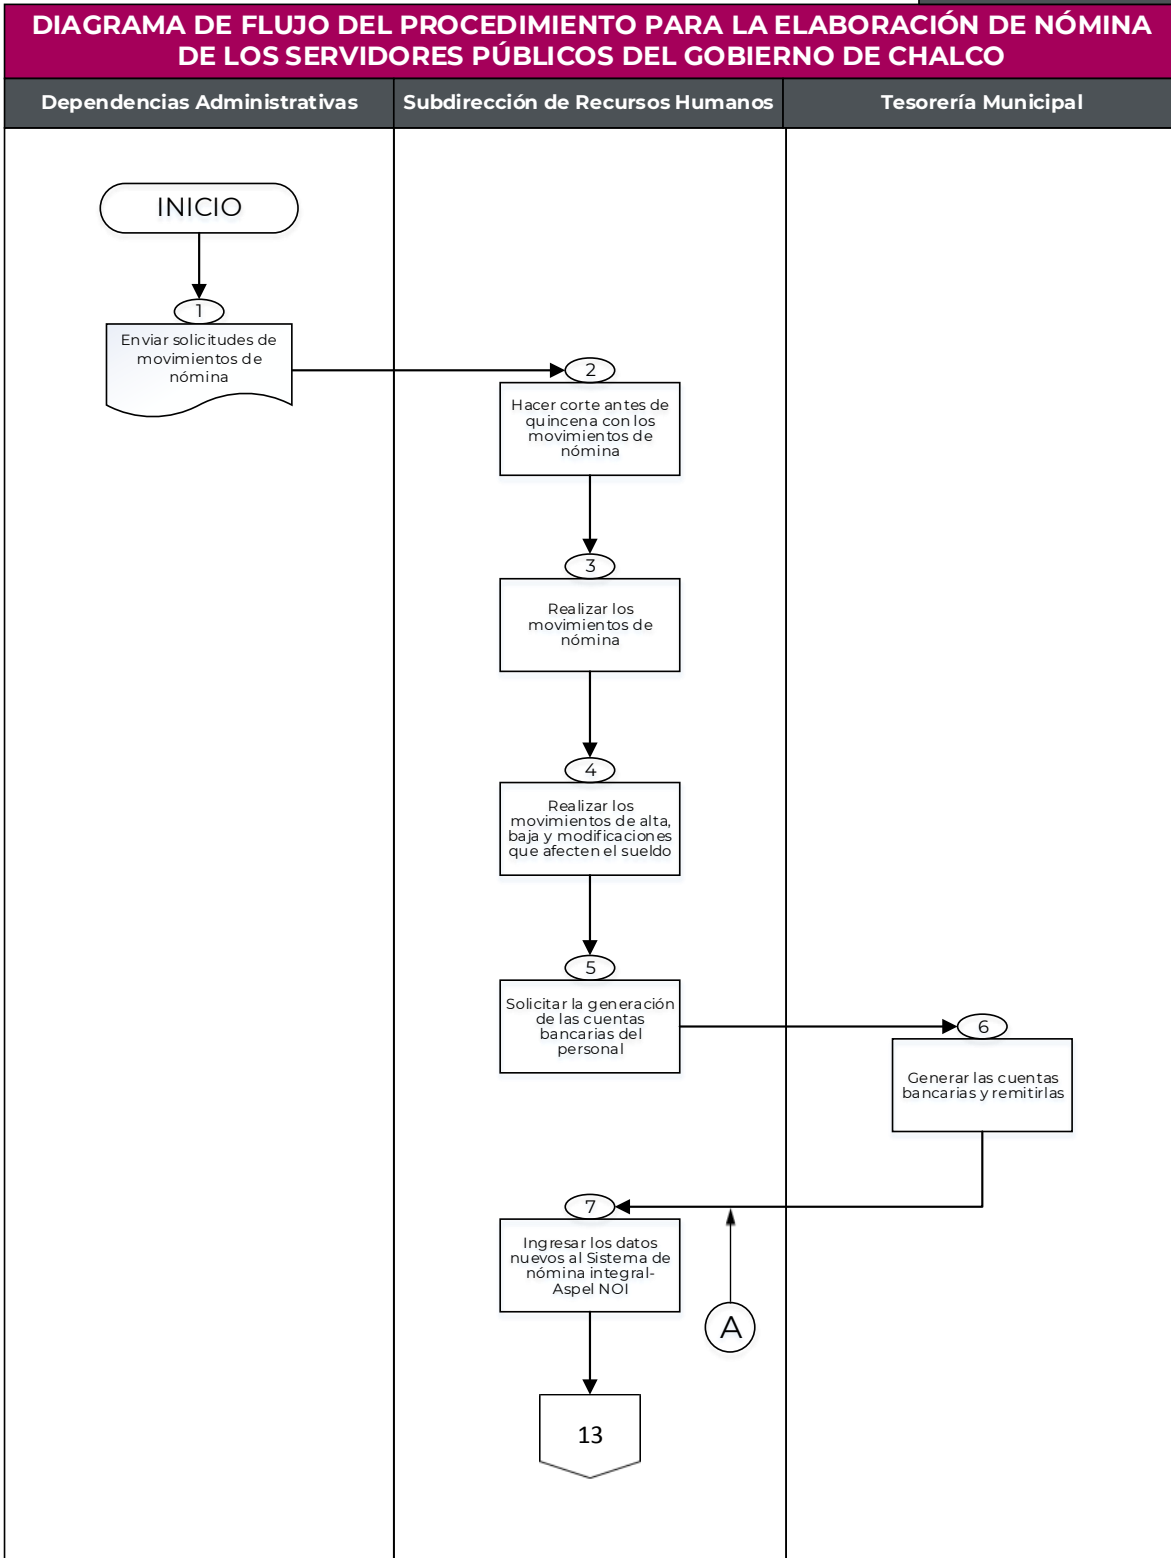 DIAGRAMA DE FLUJO DEL PROCEDIMIENTO PARA LA ELABORACIÓN DE NÓMINA
DE LOS SERVIDORES PÚBLICOS DEL GOBIERNO DE CHALCO
Dependencias Administrativas
Subdirección de Recursos Humanos
Tesorería Municipal
INICIO
1
Enviar solicitudes de
movimientos de
nómina
2
Hacer corte antes de
quincena con los
movimientos de
nómina
3
Realizar los
movimientos de
nómina
4
Realizar los
movimientos de alta,
baja y modificaciones
que afecten el sueldo
5
Solicitar la generación
de las cuentas
bancarias del
personal
6
Generar las cuentas
bancarias y remitirlas
7
Ingresar los datos
nuevos al Sistema de
nómina integral-
Aspel NOI
A
13